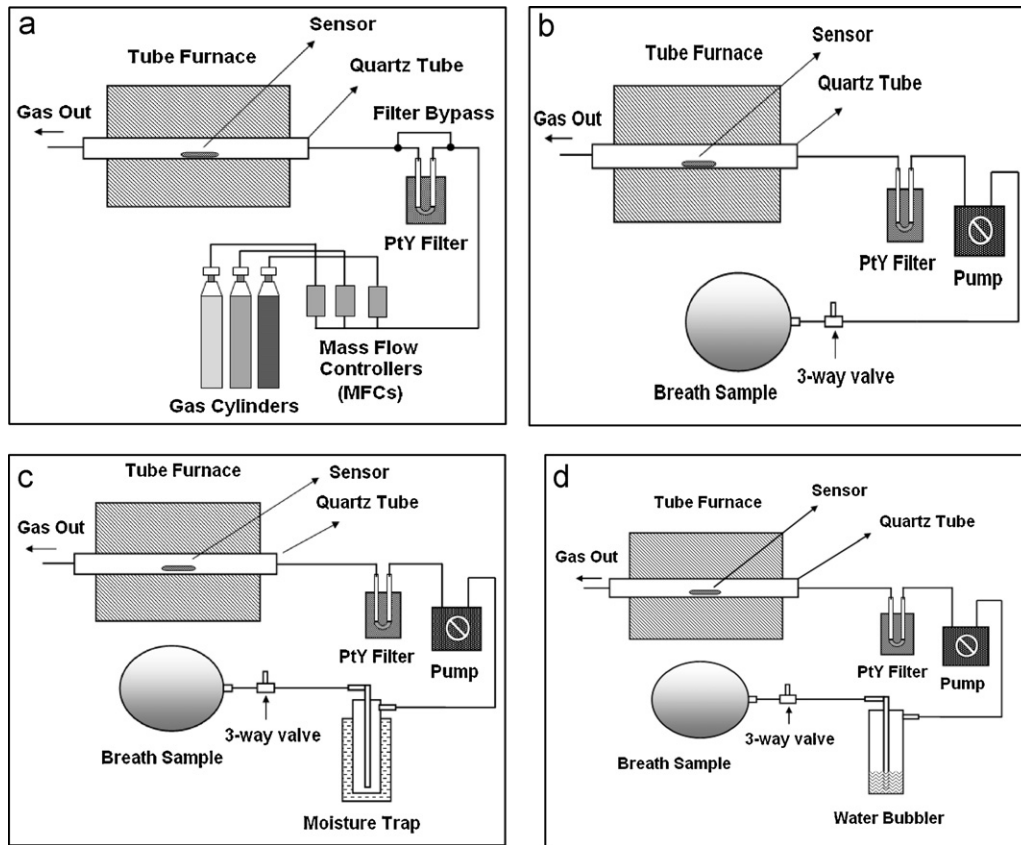 a
Sensor
Tube Furnace
Quartz Tube
Gas Out
Filter Bypass
PtY Filter
Mass Flow
Controllers
(MFCs)
Gas Cylinders
b
Sensor
Tube Furnace
Quartz Tube
Gas Out
PtY Filter
Pump
3-way valve
Breath Sample
c
Tube Furnace
Sensor
Quartz Tube
Gas Out
PtY Filter
Pump
3-way valve
Breath Sample
Moisture Trap
d
Sensor
Tube Furnace
Quartz Tube
Gas Out
PtY Filter
Pump
3-way valve
Breath Sample
Water Bubbler